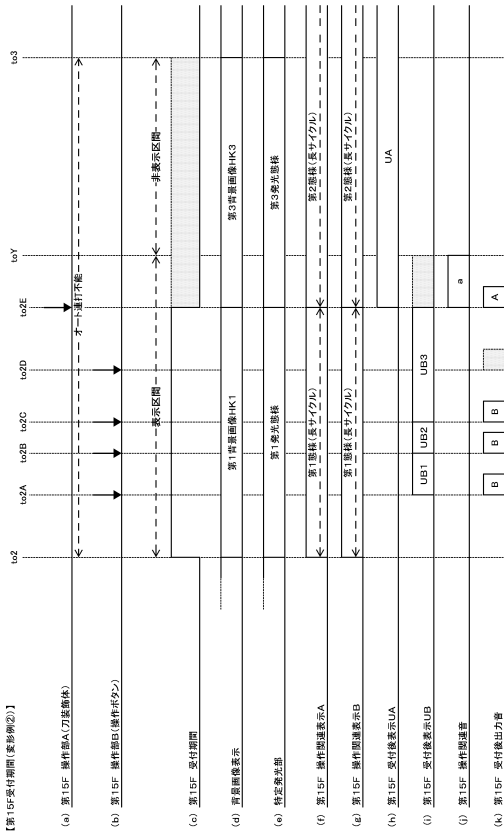 【第15F受付期間(変形例②)】
to2
to2A
to2B
to2C
to2D
to2E
toY
to3
(a) 第15F 操作部A(刀装飾体)
オート連打不能
(b) 第15F 操作部B(操作ボタン)
表示区間
非表示区間
(c) 第15F 受付期間
(d) 背景画像表示
第1背景画像HK1
第3背景画像HK3
(e) 特定発光部
第1発光態様
第3発光態様
(f) 第15F 操作関連表示A
第1態様(長サイクル)
第2態様(長サイクル)
(g) 第15F 操作関連表示B
第1態様(長サイクル)
第2態様(長サイクル)
(h) 第15F 受付後表示UA
UA
(i) 第15F 受付後表示UB
UB1
UB2
UB3
(j) 第15F 操作関連音
a
(k) 第15F 受付後出力音
B
B
B
A